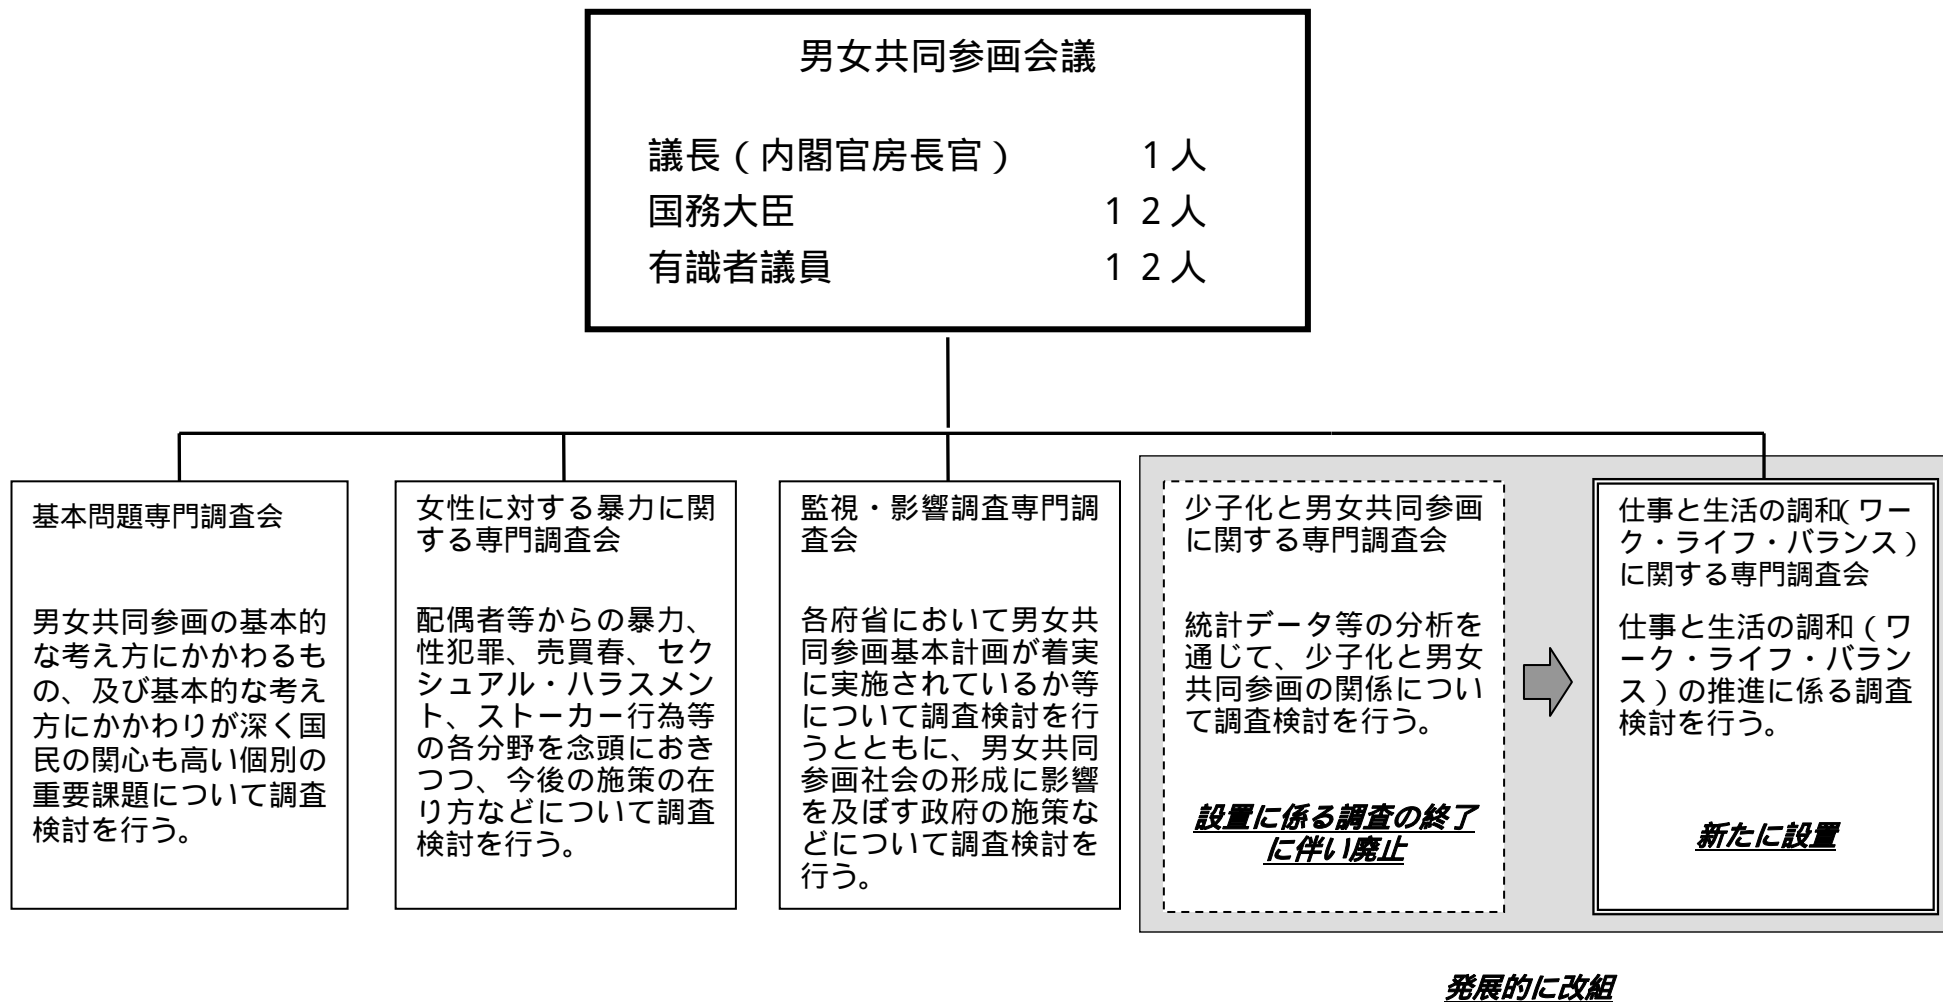 男女共同参画会議
議長（内閣官房長官） 1人
国務大臣 12人
有識者議員 12人
基本問題専門調査会
男女共同参画の基本的
な考え方にかかわるも
の、及び基本的な考え
方にかかわりが深く国
民の関心も高い個別の
重要課題について調査
検討を行う。
女性に対する暴力に関
する専門調査会
配偶者等からの暴力、
性犯罪、売買春、セク
シュアル・ハラスメン
ト、ストーカー行為等
の各分野を念頭におき
つつ、今後の施策の在
り方などについて調査
検討を行う。
監視・影響調査専門調
査会
各府省において男女共
同参画基本計画が着実
に実施されているか等
について調査検討を行
うとともに、男女共同
参画社会の形成に影響
を及ぼす政府の施策な
どについて調査検討を
行う。
少子化と男女共同参画
に関する専門調査会
統計データ等の分析を
通じて、少子化と男女
共同参画の関係につい
て調査検討を行う。
設置に係る調査の終了
に伴い廃止
仕事と生活の調和（ワー
ク・ライフ・バランス）
に関する専門調査会
仕事と生活の調和（ワ
ーク・ライフ・バラン
ス）の推進に係る調査
検討を行う。
新たに設置
発展的に改組